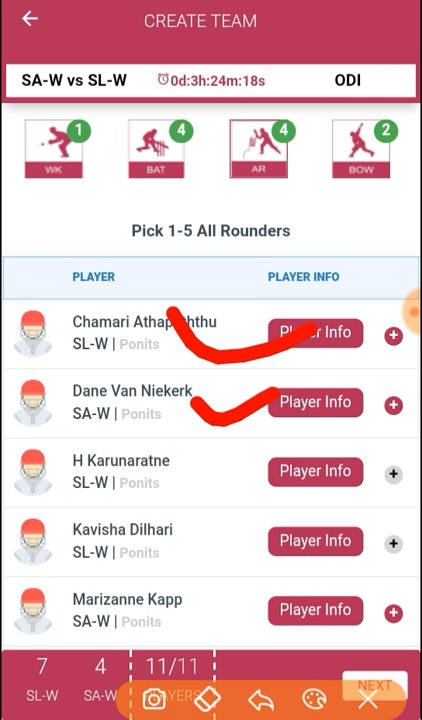 CREATE TEAM
SA-W vs SL-W 0d:3h:24m:18s ODI
1 4 4 2
WK BAT AR BOW
Pick 1-5 All Rounders
PLAYER PLAYER INFO
Chamari
SL-W | Ponits
Player Info
Dane Van Niekerk
SA-W | Ponits
Player Info
H Karunaratne
SL-W | Ponits
Player Info
Kavisha Dilhari
SL-W | Ponits
Player Info
Marizanne Kapp
SA-W | Ponits
Player Info
7 4 11/11
SL-W SA-W PLAYERS
NEXT